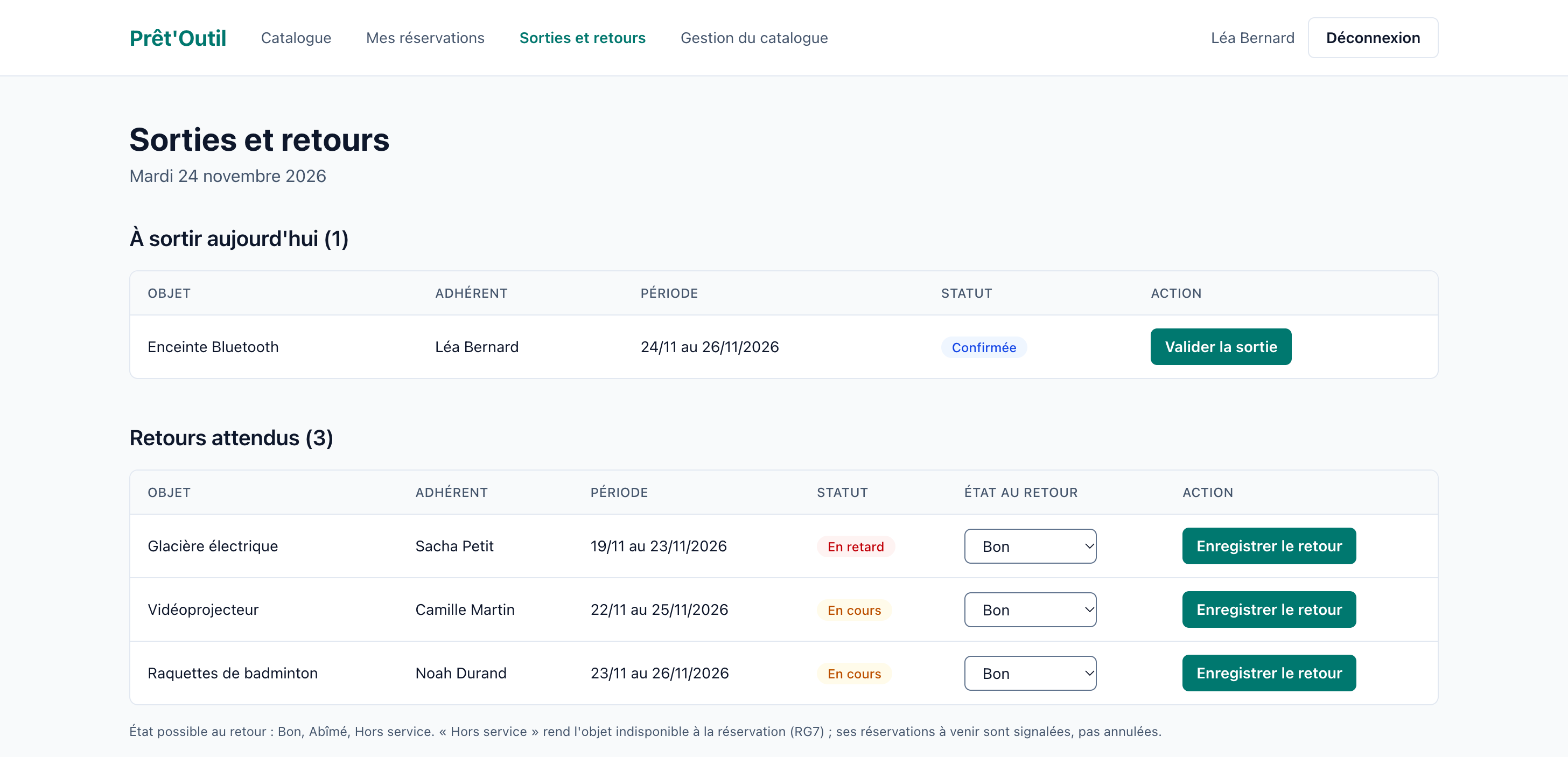 Prêt'Outil Catalogue Mes réservations Sorties et retours Gestion du catalogue Léa Bernard Déconnexion
Sorties et retours
Mardi 24 novembre 2026
À sortir aujourd'hui (1)
OBJET ADHÉRENT PÉRIODE STATUT ACTION
Enceinte Bluetooth Léa Bernard 24/11 au 26/11/2026 Confirmée Valider la sortie
Retours attendus (3)
OBJET ADHÉRENT PÉRIODE STATUT ÉTAT AU RETOUR ACTION
Glacière électrique Sacha Petit 19/11 au 23/11/2026 En retard Bon Enregistrer le retour
Vidéoprojecteur Camille Martin 22/11 au 25/11/2026 En cours Bon Enregistrer le retour
Raquettes de badminton Noah Durand 23/11 au 26/11/2026 En cours Bon Enregistrer le retour
État possible au retour : Bon, Abîmé, Hors service. « Hors service » rend l'objet indisponible à la réservation (RG7) ; ses réservations à venir sont signalées, pas annulées.